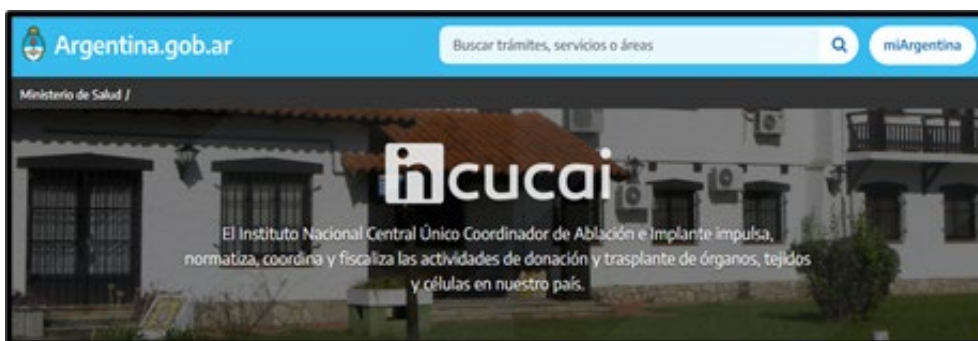 Argentina.gob.ar
Buscar trámites, servicios o áreas
miArgentina
Ministerio de Salud /
incucai
El Instituto Nacional Central Único Coordinador de Ablación e Implante impulsa,
normatiza, coordina y fiscaliza las actividades de donación y trasplante de órganos, tejidos
y células en nuestro país.